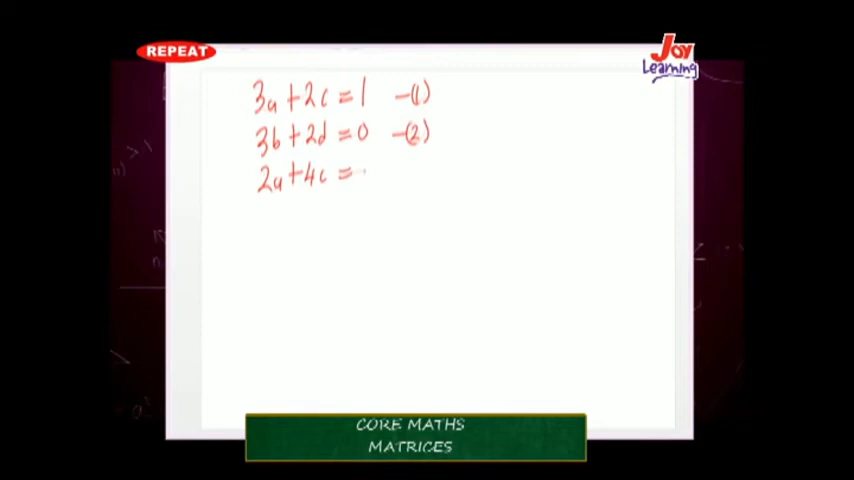 REPEAT
Joy
Learning
3a + 2c = 1 —(1)
3b + 2d = 0 —(2)
2a + 4c =
CORE MATHS
MATRICES